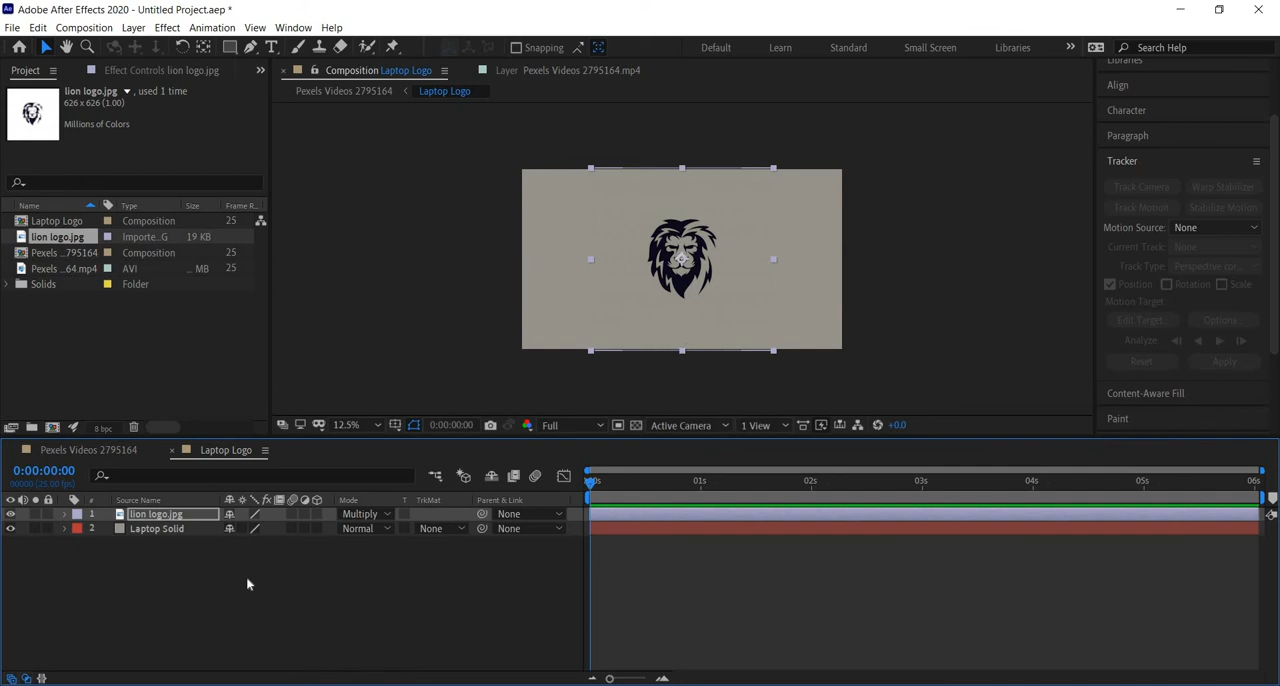 Adobe After Effects 2020 - Untitled Project.aep *
File Edit Composition Layer Effect Animation View Window Help
Snapping Default Learn Standard Small Screen Libraries Search Help
Project Effect Controls lion logo.jpg
lion logo.jpg , used 1 time
626 x 626 (1.00)
Millions of Colors
Name Type Size Frame R...
Laptop Logo Composition 25
lion logo.jpg Importe...G 19 KB
Pexels ...795164 Composition 25
Pexels ...64.mp4 AVI ... MB 25
Solids Folder
8 bpc
Composition Laptop Logo Layer Pexels Videos 2795164.mp4
Pexels Videos 2795164 Laptop Logo
12.5% 0:00:00:00 Full Active Camera 1 View +0.0
Libraries
Align
Character
Paragraph
Tracker
Track Camera Warp Stabilizer
Track Motion Stabilize Motion
Motion Source: None
Current Track: None
Track Type: Perspective cor...
Position Rotation Scale
Motion Target:
Edit Target... Options...
Analyze:
Reset Apply
Content-Aware Fill
Paint
Pexels Videos 2795164 Laptop Logo
0:00:00:00
00000 (25.00 fps)
# Source Name fx Mode T TrkMat Parent & Link
1 lion logo.jpg Multiply None
2 Laptop Solid Normal None None
01s 02s 03s 04s 05s 06s